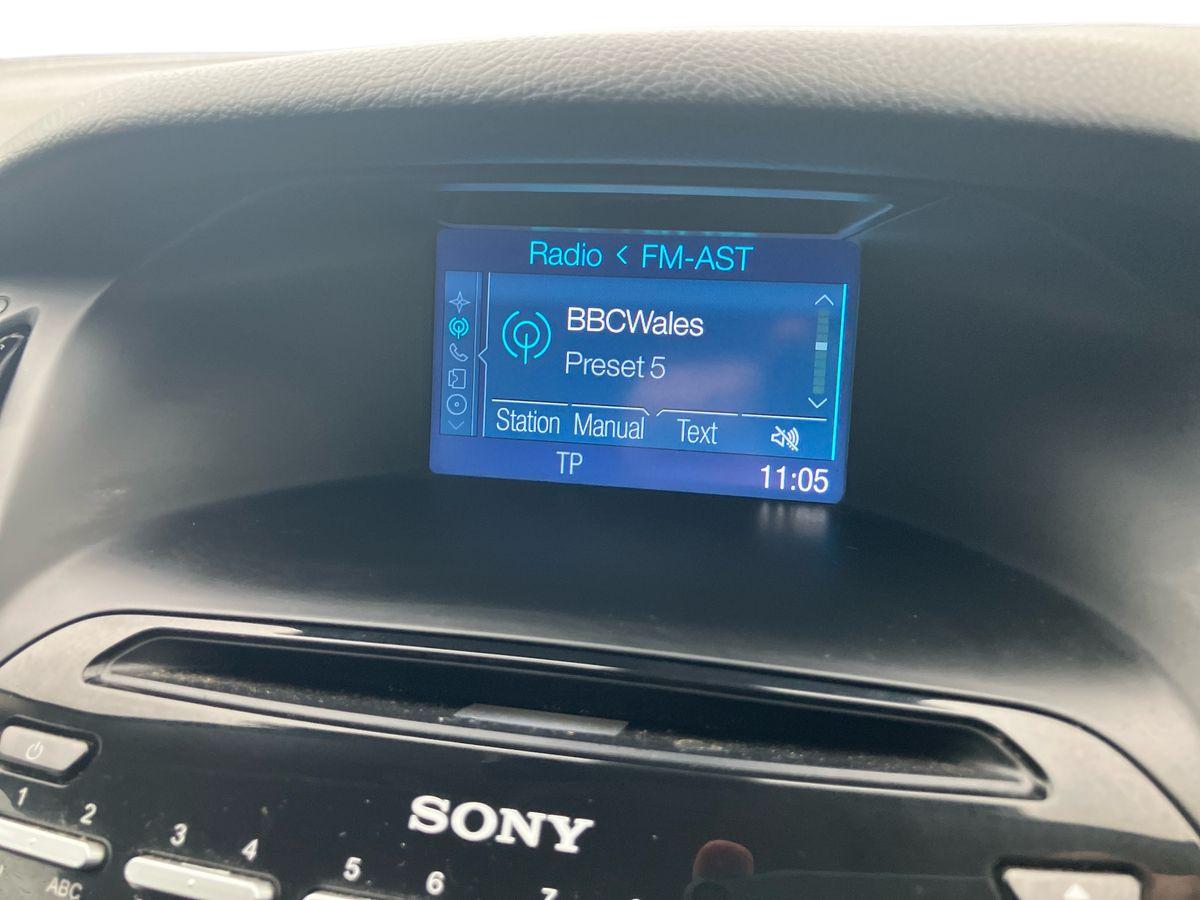 Radio < FM-AST
BBCWales
Preset 5
Station Manual Text
TP 11:05
SONY
1 2 3 4 5 6 7
ABC